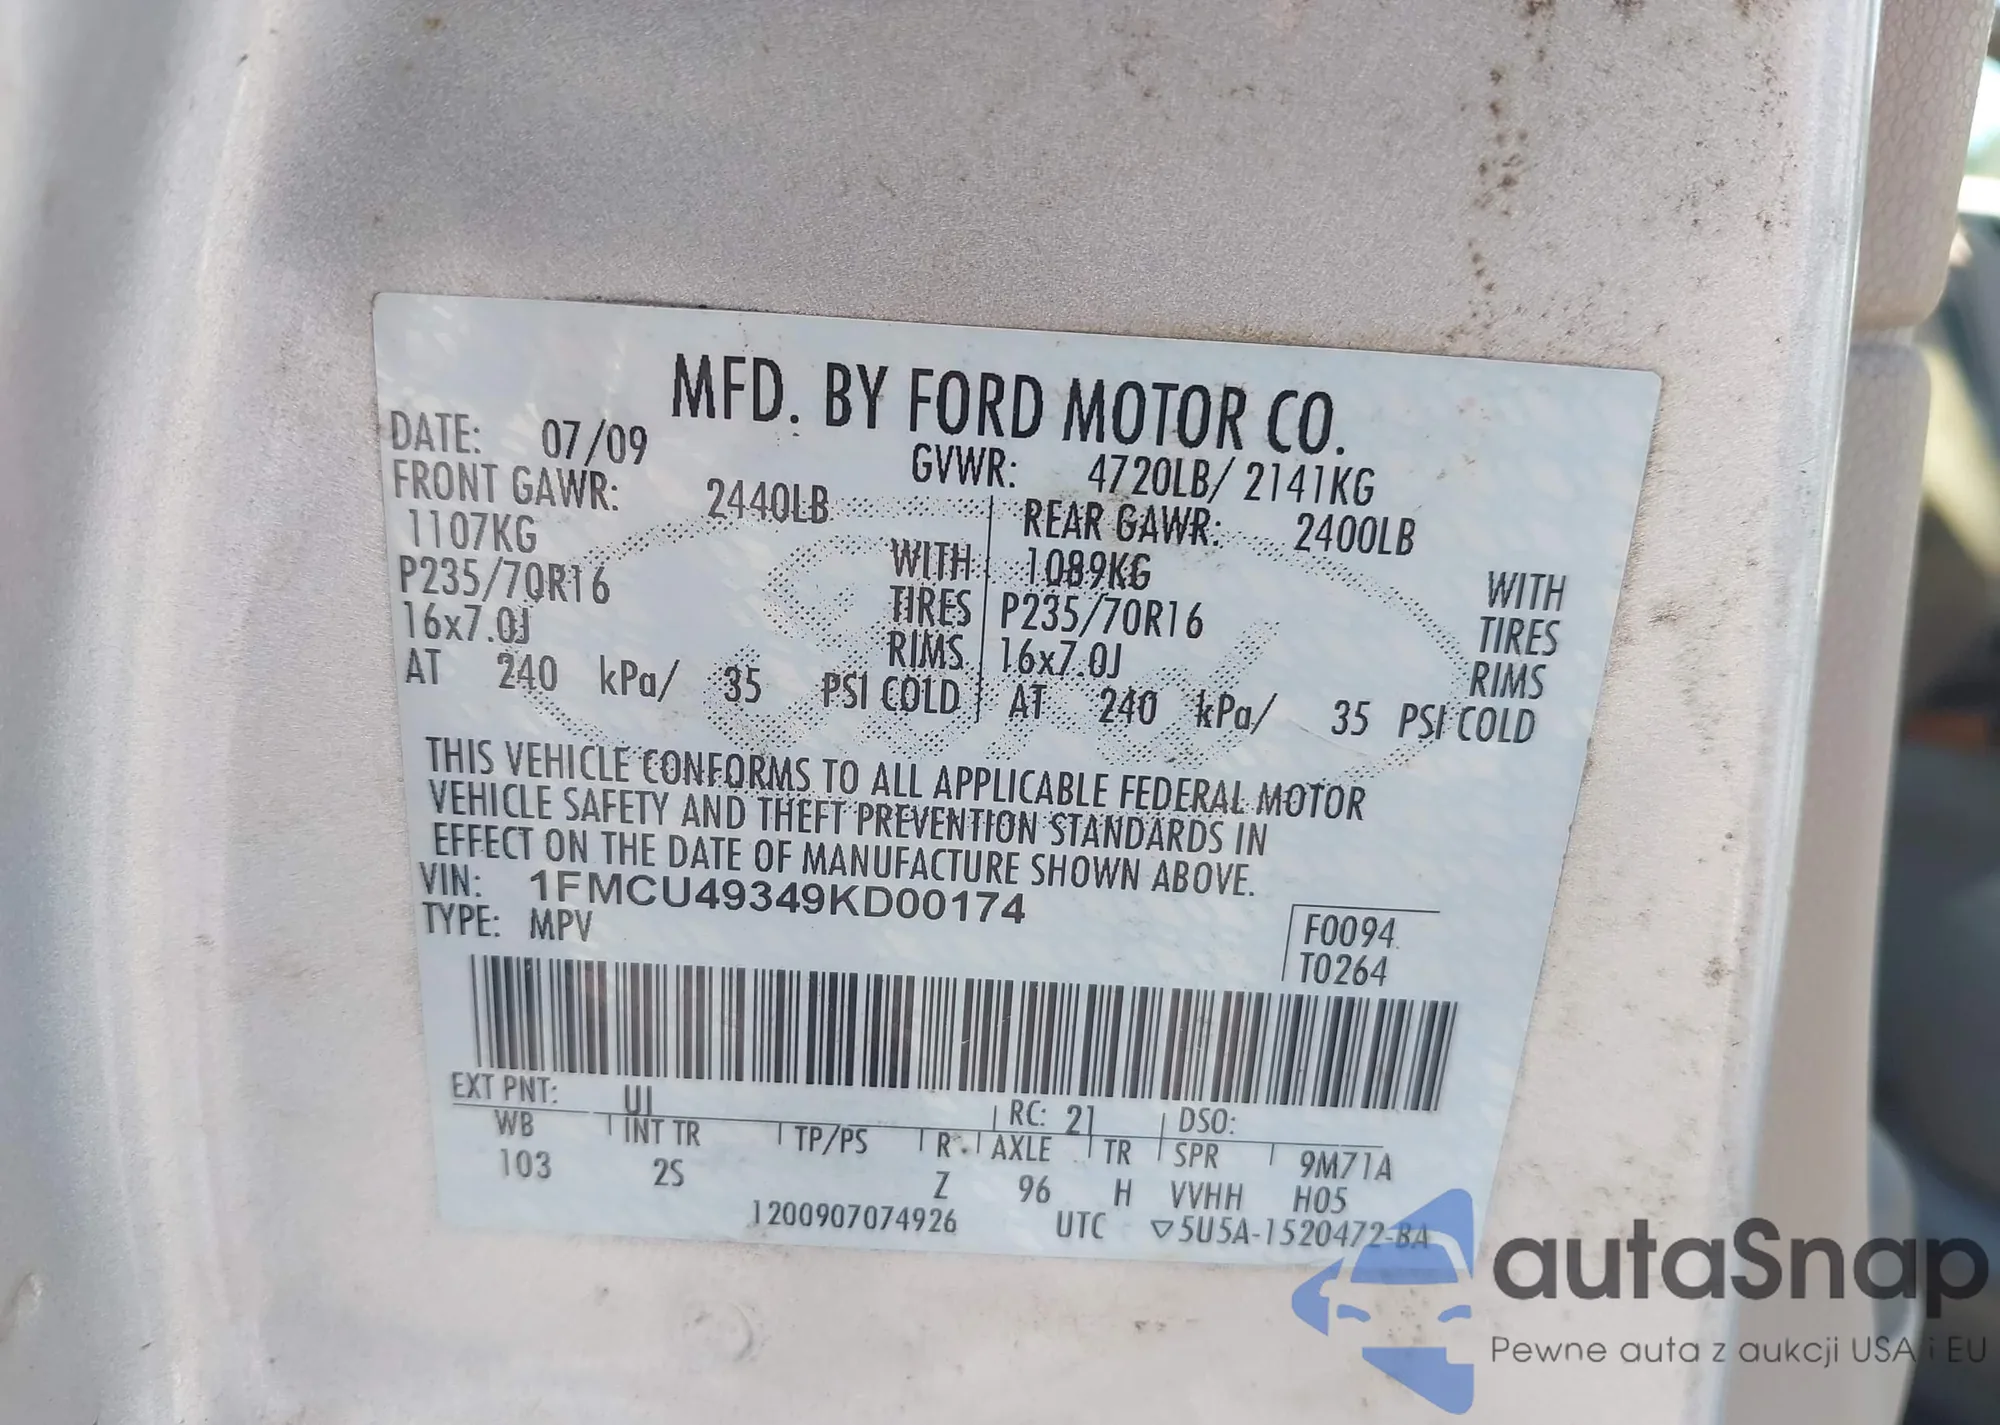 MFD. BY FORD MOTOR CO.
DATE: 07/09 GVWR: 4720LB/ 2141KG
FRONT GAWR: 2440LB REAR GAWR: 2400LB
1107KG WITH 1089KG WITH
P235/70R16 TIRES P235/70R16 TIRES
16x7.0J RIMS 16x7.0J RIMS
AT 240 kPa/ 35 PSI COLD AT 240 kPa/ 35 PSI COLD
THIS VEHICLE CONFORMS TO ALL APPLICABLE FEDERAL MOTOR
VEHICLE SAFETY AND THEFT PREVENTION STANDARDS IN
EFFECT ON THE DATE OF MANUFACTURE SHOWN ABOVE.
VIN: 1FMCU49349KD00174
TYPE: MPV
F0094
T0264
EXT PNT: UI RC: 21 DSO:
WB INT TR TP/PS R AXLE TR SPR 9M71A
103 2S Z 96 H VVHH H05
1200907074926 UTC ▽5U5A-1520472-BA
autaSnap
Pewne auta z aukcji USA i EU